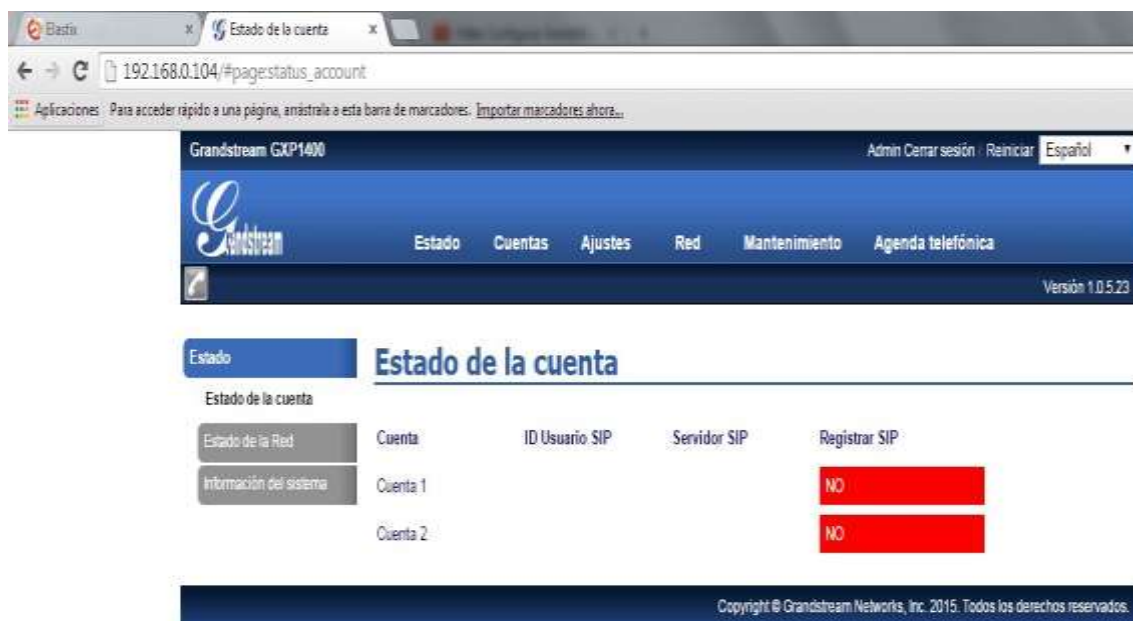 Elastix
Estado de la cuenta
192.168.0.104/#page:status_account
Aplicaciones Para acceder rápido a una página, arrástrala a esta barra de marcadores. Importar marcadores ahora...
Grandstream GXP1400 Admin Cerrar sesión Reiniciar Español
Grandstream
Estado Cuentas Ajustes Red Mantenimiento Agenda telefónica
Versión 1.0.5.23
Estado
Estado de la cuenta
Estado de la cuenta
Estado de la Red
Información del sistema
Cuenta ID Usuario SIP Servidor SIP Registrar SIP
Cuenta 1 NO
Cuenta 2 NO
Copyright © Grandstream Networks, Inc. 2015. Todos los derechos reservados.